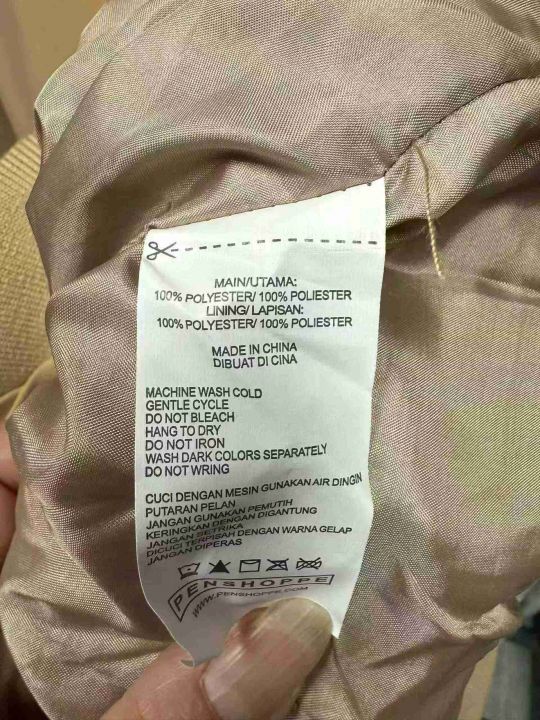 MAIN/UTAMA:
100% POLYESTER/ 100% POLIESTER
LINING/ LAPISAN:
100% POLYESTER/ 100% POLIESTER
MADE IN CHINA
DIBUAT DI CINA
MACHINE WASH COLD
GENTLE CYCLE
DO NOT BLEACH
HANG TO DRY
DO NOT IRON
WASH DARK COLORS SEPARATELY
DO NOT WRING
CUCI DENGAN MESIN GUNAKAN AIR DINGIN
PUTARAN PELAN
JANGAN GUNAKAN PEMUTIH
KERINGKAN DENGAN DIGANTUNG
JANGAN SETRIKA
DICUCI TERPISAH DENGAN WARNA GELAP
JANGAN DIPERAS
PENSHOPPE
www.PENSHOPPE.COM